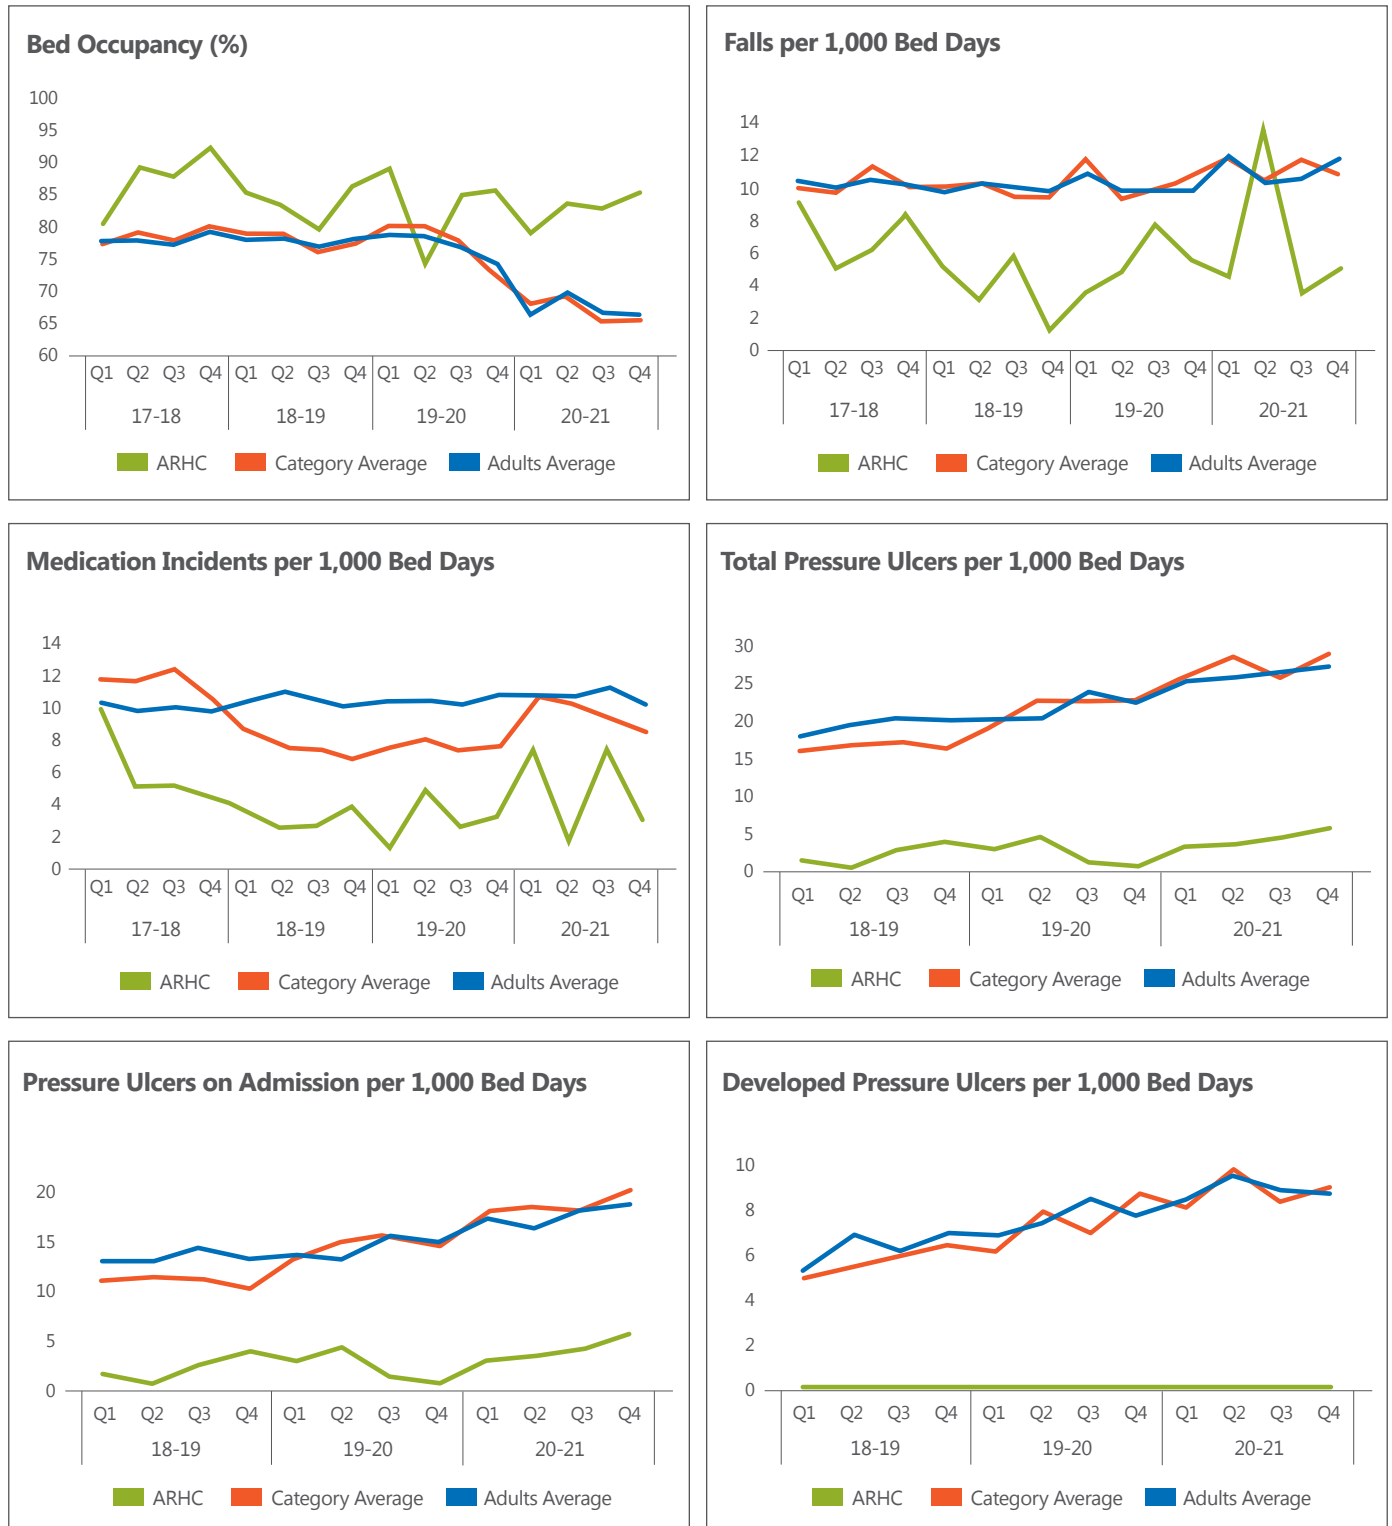 Bed Occupancy (%)
100
95
90
85
80
75
70
65
60
Q1 Q2 Q3 Q4 Q1 Q2 Q3 Q4 Q1 Q2 Q3 Q4 Q1 Q2 Q3 Q4
17-18 18-19 19-20 20-21
ARHC Category Average Adults Average
Falls per 1,000 Bed Days
14
12
10
8
6
4
2
0
Q1 Q2 Q3 Q4 Q1 Q2 Q3 Q4 Q1 Q2 Q3 Q4 Q1 Q2 Q3 Q4
17-18 18-19 19-20 20-21
ARHC Category Average Adults Average
Medication Incidents per 1,000 Bed Days
14
12
10
8
6
4
2
0
Q1 Q2 Q3 Q4 Q1 Q2 Q3 Q4 Q1 Q2 Q3 Q4 Q1 Q2 Q3 Q4
17-18 18-19 19-20 20-21
ARHC Category Average Adults Average
Total Pressure Ulcers per 1,000 Bed Days
30
25
20
15
10
5
0
Q1 Q2 Q3 Q4 Q1 Q2 Q3 Q4 Q1 Q2 Q3 Q4
18-19 19-20 20-21
ARHC Category Average Adults Average
Pressure Ulcers on Admission per 1,000 Bed Days
20
15
10
5
0
Q1 Q2 Q3 Q4 Q1 Q2 Q3 Q4 Q1 Q2 Q3 Q4
18-19 19-20 20-21
ARHC Category Average Adults Average
Developed Pressure Ulcers per 1,000 Bed Days
10
8
6
4
2
0
Q1 Q2 Q3 Q4 Q1 Q2 Q3 Q4 Q1 Q2 Q3 Q4
18-19 19-20 20-21
ARHC Category Average Adults Average